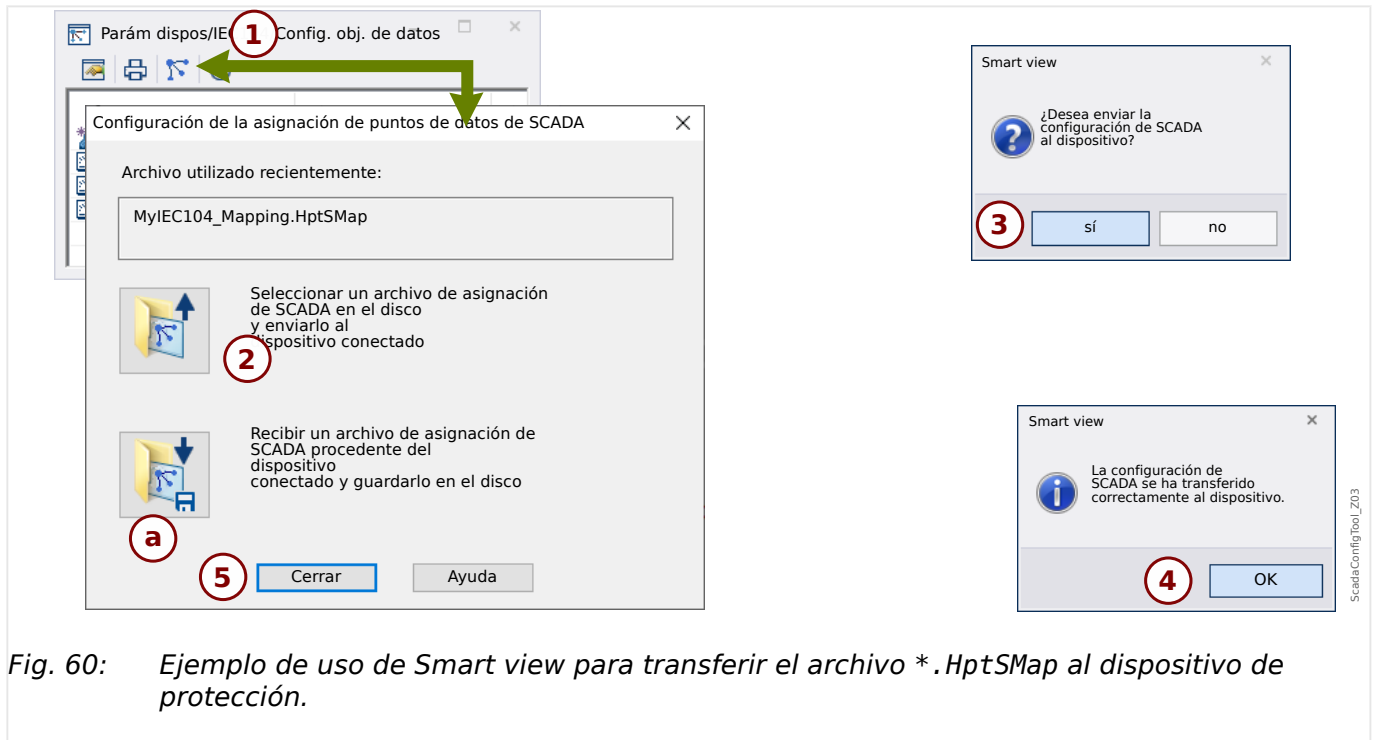 Parám dispos/IE
1
Config. obj. de datos
Configuración de la asignación de puntos de datos de SCADA
Archivo utilizado recientemente:
MyIEC104_Mapping.HptSMap
Seleccionar un archivo de asignación
de SCADA en el disco
y enviarlo al
dispositivo conectado
2
Recibir un archivo de asignación de
SCADA procedente del
dispositivo
conectado y guardarlo en el disco
a
5
Cerrar
Ayuda
Smart view
¿Desea enviar la
configuración de SCADA
al dispositivo?
3
sí
no
Smart view
La configuración de
SCADA se ha transferido
correctamente al dispositivo.
4
OK
ScadaConfigTool_Z03
Fig. 60: Ejemplo de uso de Smart view para transferir el archivo *.HptSMap al dispositivo de
protección.